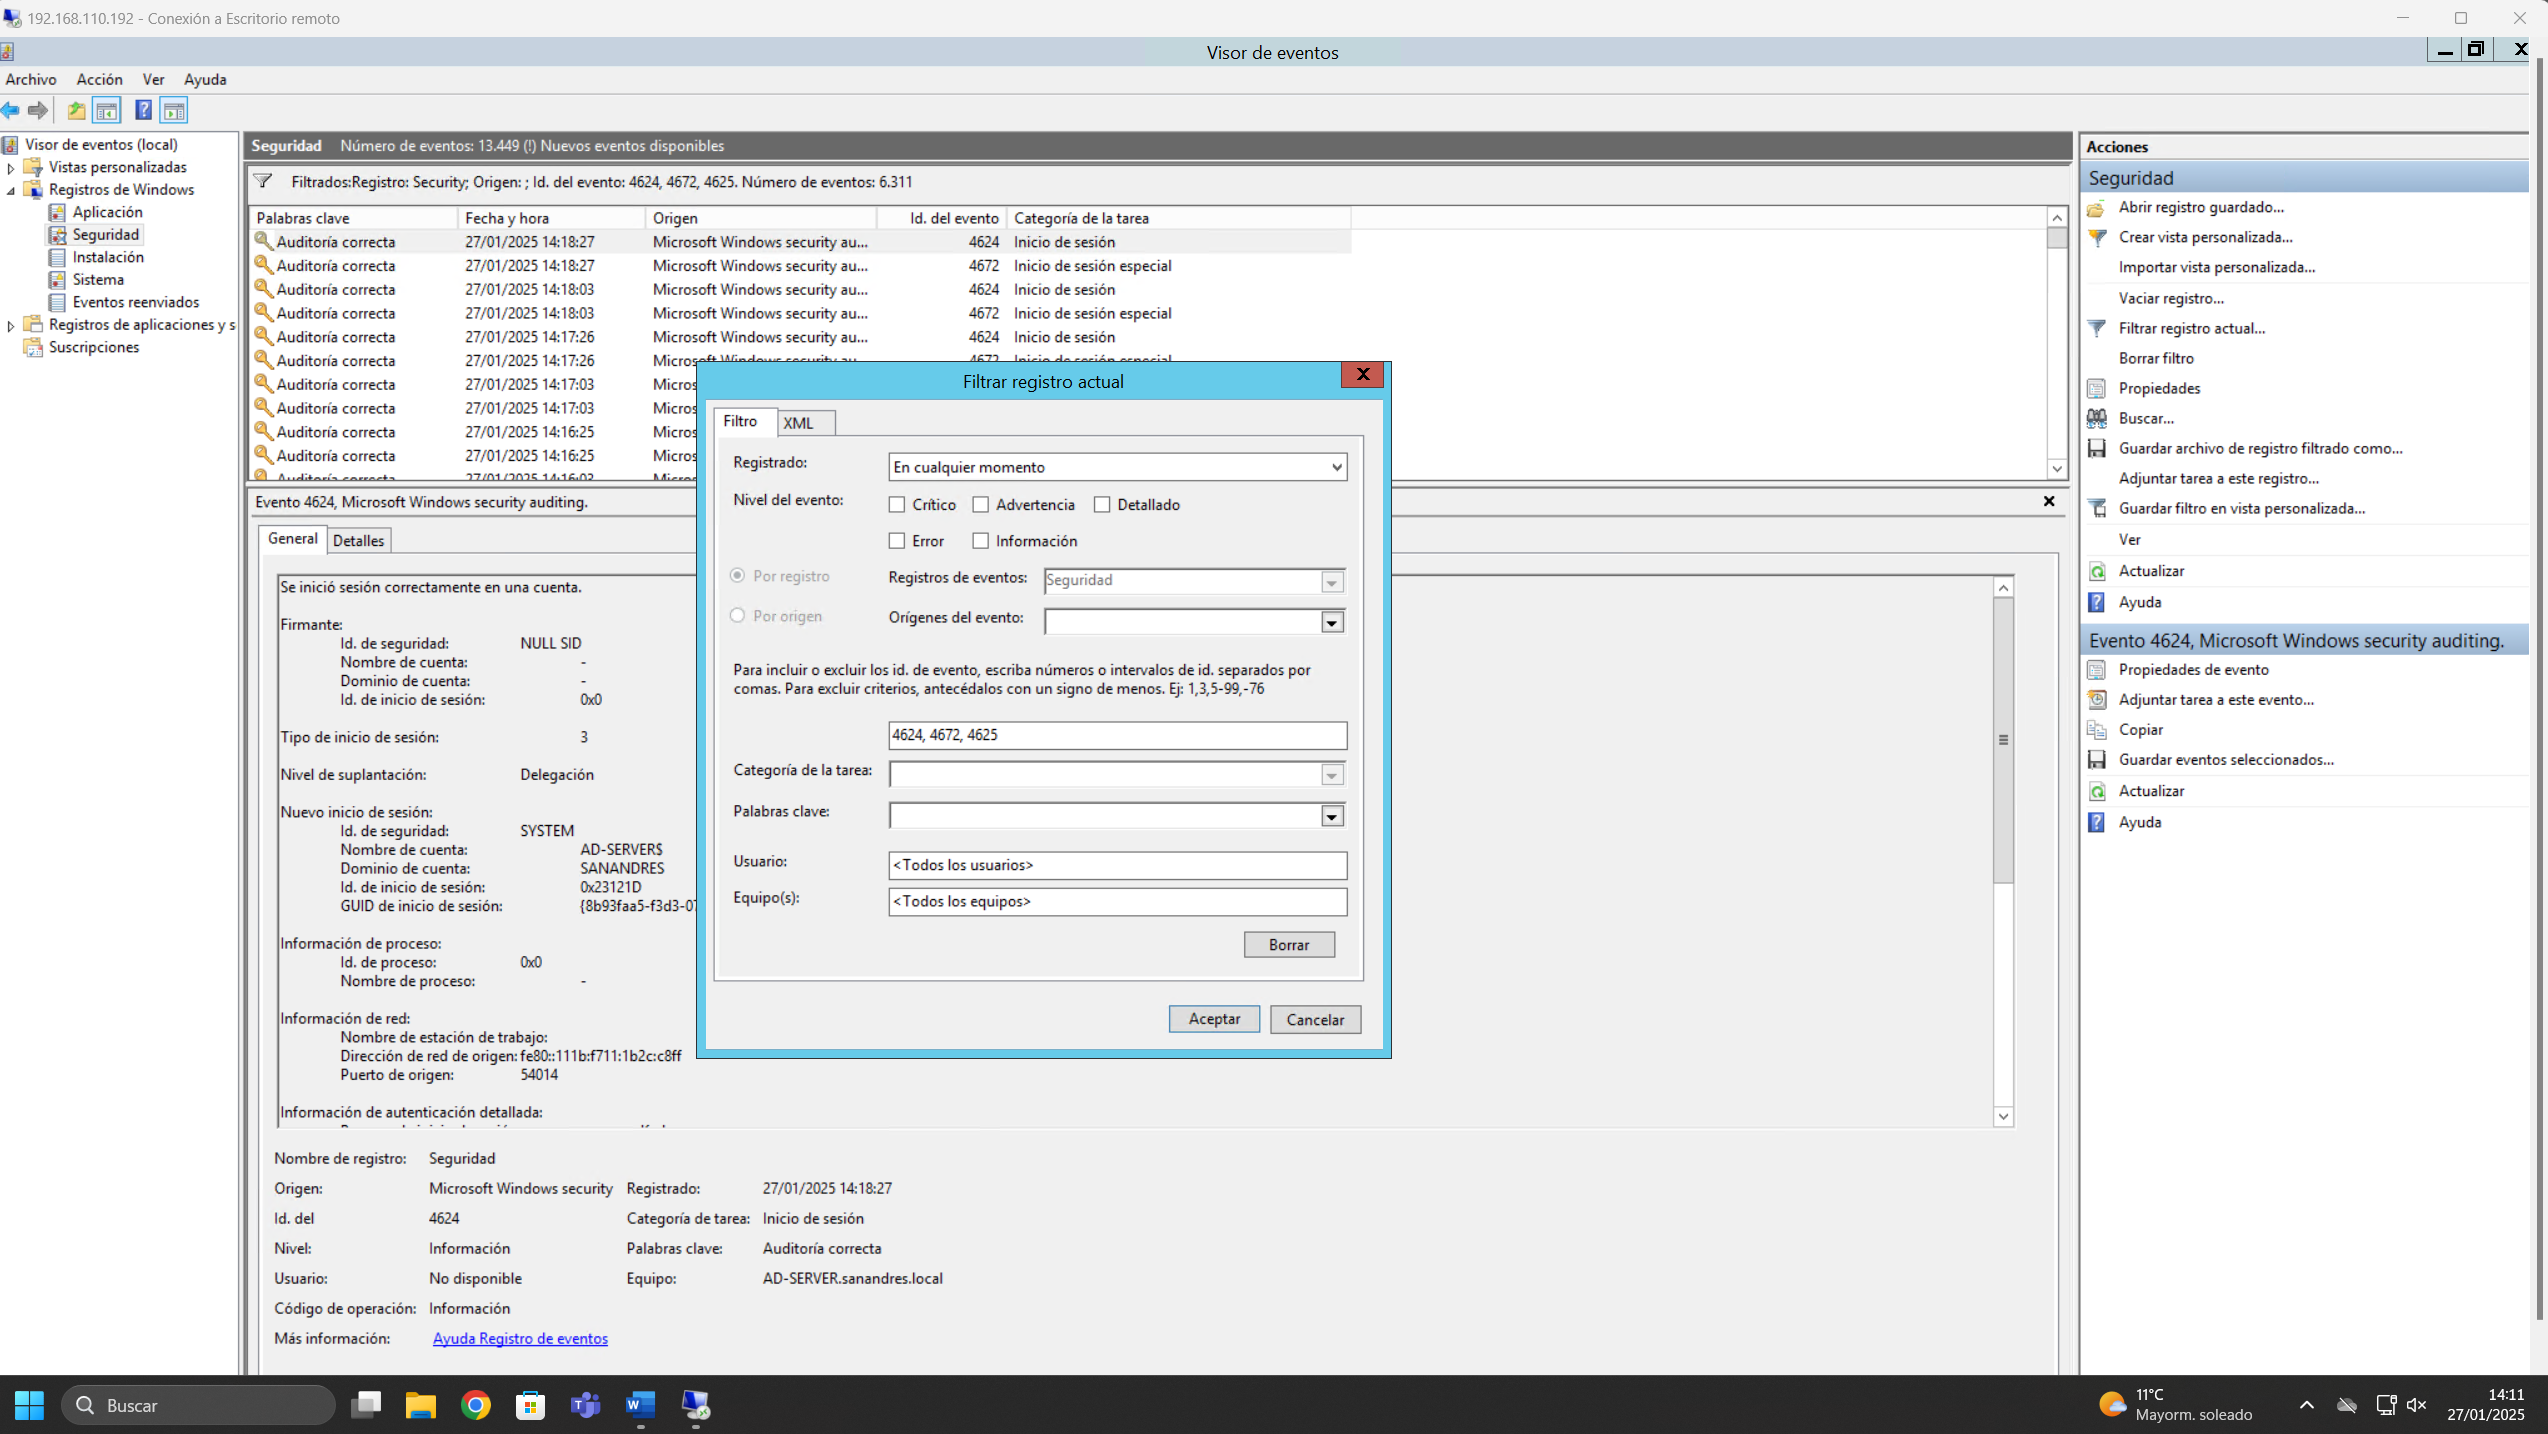 192.168.110.192 - Conexión a Escritorio remoto
Visor de eventos
Archivo Acción Ver Ayuda
Visor de eventos (local)
Vistas personalizadas
Registros de Windows
Aplicación
Seguridad
Instalación
Sistema
Eventos reenviados
Registros de aplicaciones y s
Suscripciones
Seguridad Número de eventos: 13.449 (!) Nuevos eventos disponibles
Filtrados:Registro: Security; Origen: ; Id. del evento: 4624, 4672, 4625. Número de eventos: 6.311
Palabras clave Fecha y hora Origen Id. del evento Categoría de la tarea
Auditoría correcta 27/01/2025 14:18:27 Microsoft Windows security au... 4624 Inicio de sesión
Auditoría correcta 27/01/2025 14:18:27 Microsoft Windows security au... 4672 Inicio de sesión especial
Auditoría correcta 27/01/2025 14:18:03 Microsoft Windows security au... 4624 Inicio de sesión
Auditoría correcta 27/01/2025 14:18:03 Microsoft Windows security au... 4672 Inicio de sesión especial
Auditoría correcta 27/01/2025 14:17:26 Microsoft Windows security au... 4624 Inicio de sesión
Auditoría correcta 27/01/2025 14:17:26 Microsoft Windows security au... 4672 Inicio de sesión especial
Auditoría correcta 27/01/2025 14:17:03 Micros
Auditoría correcta 27/01/2025 14:17:03 Micros
Auditoría correcta 27/01/2025 14:16:25 Micros
Auditoría correcta 27/01/2025 14:16:25 Micros
Auditoría correcta 27/01/2025 14:16:03 Micros
Evento 4624, Microsoft Windows security auditing.
General Detalles
Se inició sesión correctamente en una cuenta.
Firmante:
Id. de seguridad: NULL SID
Nombre de cuenta: -
Dominio de cuenta: -
Id. de inicio de sesión: 0x0
Tipo de inicio de sesión: 3
Nivel de suplantación: Delegación
Nuevo inicio de sesión:
Id. de seguridad: SYSTEM
Nombre de cuenta: AD-SERVER$
Dominio de cuenta: SANANDRES
Id. de inicio de sesión: 0x23121D
GUID de inicio de sesión: {8b93faa5-f3d3-07
Información de proceso:
Id. de proceso: 0x0
Nombre de proceso: -
Información de red:
Nombre de estación de trabajo:
Dirección de red de origen: fe80::111b:f711:1b2c:c8ff
Puerto de origen: 54014
Información de autenticación detallada:
Nombre de registro: Seguridad
Origen: Microsoft Windows security Registrado: 27/01/2025 14:18:27
Id. del 4624 Categoría de tarea: Inicio de sesión
Nivel: Información Palabras clave: Auditoría correcta
Usuario: No disponible Equipo: AD-SERVER.sanandres.local
Código de operación: Información
Más información: Ayuda Registro de eventos
Filtrar registro actual
Filtro XML
Registrado: En cualquier momento
Nivel del evento: Crítico Advertencia Detallado
Error Información
Por registro Registros de eventos: Seguridad
Por origen Orígenes del evento:
Para incluir o excluir los id. de evento, escriba números o intervalos de id. separados por
comas. Para excluir criterios, antecédalos con un signo de menos. Ej: 1,3,5-99,-76
4624, 4672, 4625
Categoría de la tarea:
Palabras clave:
Usuario: <Todos los usuarios>
Equipo(s): <Todos los equipos>
Borrar
Aceptar Cancelar
Acciones
Seguridad
Abrir registro guardado...
Crear vista personalizada...
Importar vista personalizada...
Vaciar registro...
Filtrar registro actual...
Borrar filtro
Propiedades
Buscar...
Guardar archivo de registro filtrado como...
Adjuntar tarea a este registro...
Guardar filtro en vista personalizada...
Ver
Actualizar
Ayuda
Evento 4624, Microsoft Windows security auditing.
Propiedades de evento
Adjuntar tarea a este evento...
Copiar
Guardar eventos seleccionados...
Actualizar
Ayuda
Buscar
11°C
Mayorm. soleado
14:11
27/01/2025